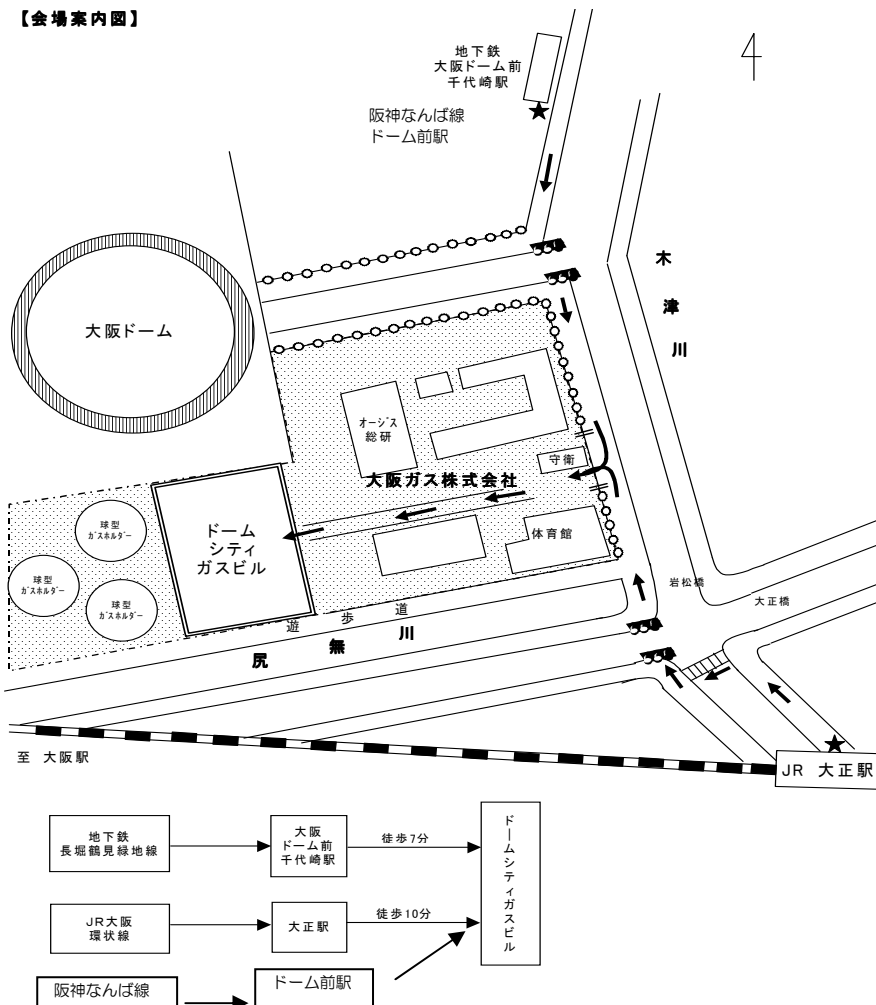 【会場案内図】
地下鉄
大阪ドーム前
千代崎駅
4
阪神なんば線
ドーム前駅
木
津
川
大阪ドーム
オージス
総研
守衛
大阪ガス株式会社
ドーム
シティ
ガスビル
体育館
球型
ガスホルダー
球型
ガスホルダー
球型
ガスホルダー
岩松橋
大正橋
遊歩道
尻無川
至 大阪駅
JR 大正駅
地下鉄
長堀鶴見緑地線
大阪
ドーム前
千代崎駅
徒歩7分
ドームシティガスビル
JR大阪
環状線
大正駅
徒歩10分
阪神なんば線
ドーム前駅